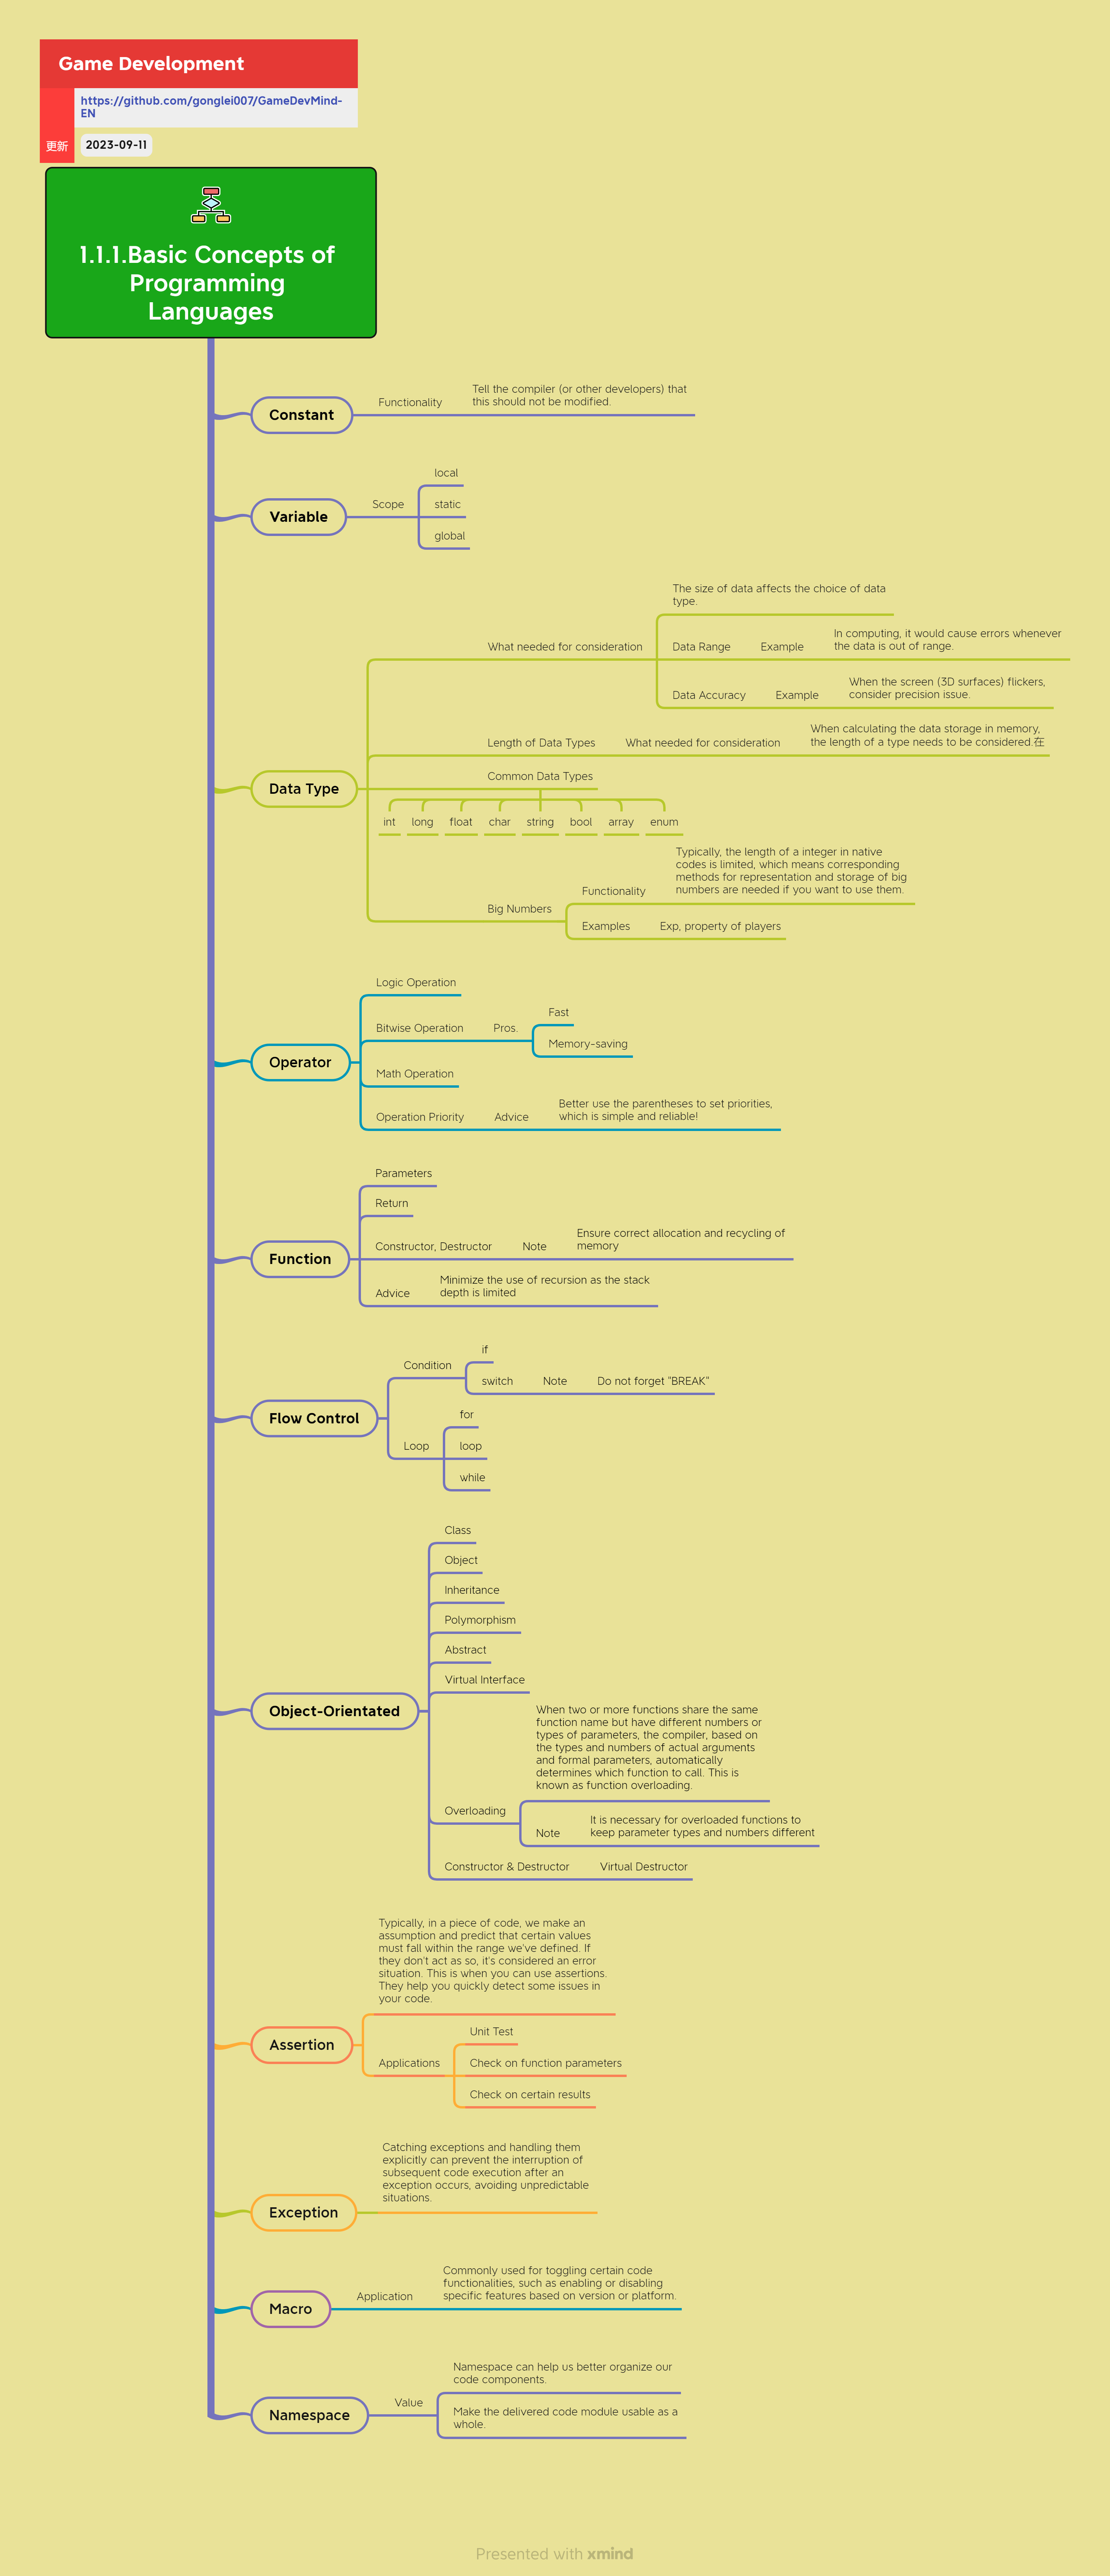 Game Development
https://github.com/gonglei007/GameDevMind-
EN
更新
2023-09-11
1.1.1.Basic Concepts of
Programming
Languages
Constant
Functionality
Tell the compiler (or other developers) that
this should not be modified.
Variable
Scope
local
static
global
Data Type
What needed for consideration
The size of data affects the choice of data
type.
Data Range
Example
In computing, it would cause errors whenever
the data is out of range.
Data Accuracy
Example
When the screen (3D surfaces) flickers,
consider precision issue.
Length of Data Types
What needed for consideration
When calculating the data storage in memory,
the length of a type needs to be considered.在
Common Data Types
int
long
float
char
string
bool
array
enum
Big Numbers
Functionality
Typically, the length of a integer in native
codes is limited, which means corresponding
methods for representation and storage of big
numbers are needed if you want to use them.
Examples
Exp, property of players
Operator
Logic Operation
Bitwise Operation
Pros.
Fast
Memory-saving
Math Operation
Operation Priority
Advice
Better use the parentheses to set priorities,
which is simple and reliable!
Function
Parameters
Return
Constructor, Destructor
Note
Ensure correct allocation and recycling of
memory
Advice
Minimize the use of recursion as the stack
depth is limited
Flow Control
Condition
if
switch
Note
Do not forget "BREAK"
Loop
for
loop
while
Object-Orientated
Class
Object
Inheritance
Polymorphism
Abstract
Virtual Interface
Overloading
When two or more functions share the same
function name but have different numbers or
types of parameters, the compiler, based on
the types and numbers of actual arguments
and formal parameters, automatically
determines which function to call. This is
known as function overloading.
Note
It is necessary for overloaded functions to
keep parameter types and numbers different
Constructor & Destructor
Virtual Destructor
Assertion
Typically, in a piece of code, we make an
assumption and predict that certain values
must fall within the range we've defined. If
they don't act as so, it's considered an error
situation. This is when you can use assertions.
They help you quickly detect some issues in
your code.
Applications
Unit Test
Check on function parameters
Check on certain results
Exception
Catching exceptions and handling them
explicitly can prevent the interruption of
subsequent code execution after an
exception occurs, avoiding unpredictable
situations.
Macro
Application
Commonly used for toggling certain code
functionalities, such as enabling or disabling
specific features based on version or platform.
Namespace
Value
Namespace can help us better organize our
code components.
Make the delivered code module usable as a
whole.
Presented with xmind